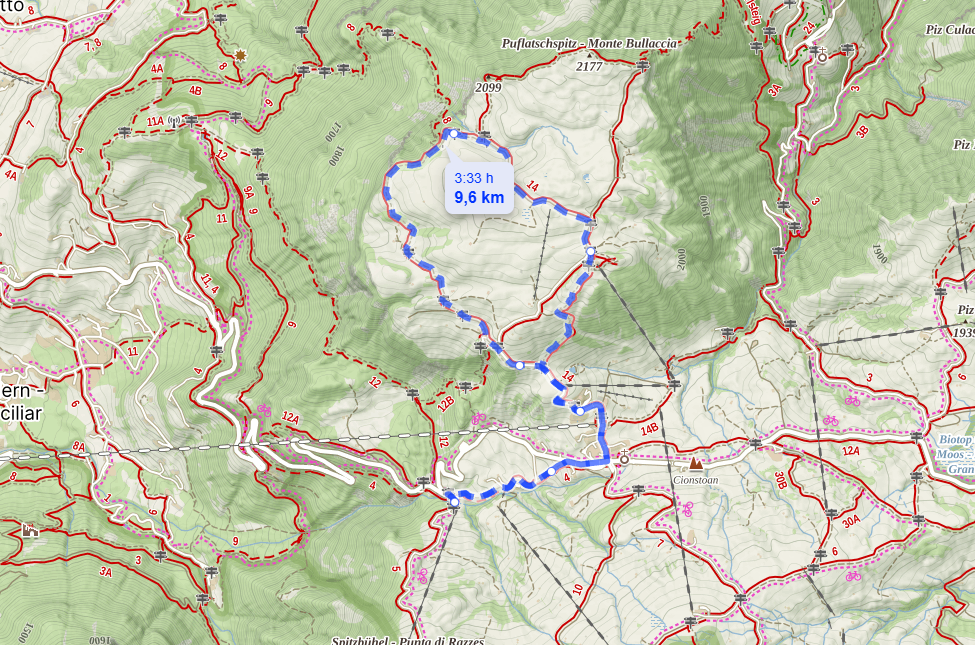 tto
8
7, 8
4A
8
4B
9
11A
7
4
4A
12
9A
9
11
4
11, 4
9
11
4
6
ern -
ciliar
8A
8
1
9
9
3
3A
1500
1600
12A
4
12
12B
12
1700
1800
8
8
Puflatschspitz - Monte Bullaccia
2177
2099
3:33 h
9,6 km
14
14
14B
4
Cionstoan
5
10
7
Spitzbühel - Punta di Razzes
1900
2000
24
3A
3
3B
3
1900
Piz Culac
Piz
Piz
1939
6
3
12A
30B
30A
6
Biotop
Moos -
Gran